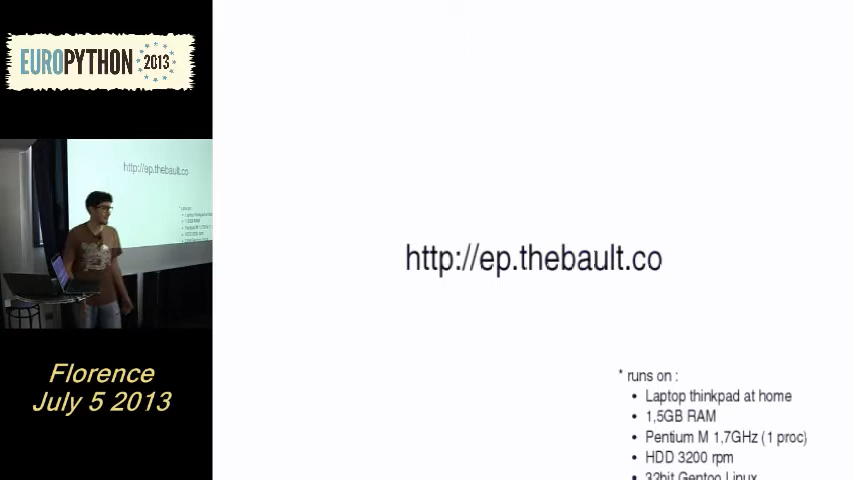 EUROPYTHON 2013
http://ep.thebault.co
Florence
July 5 2013
http://ep.thebault.co
* runs on :
• Laptop thinkpad at home
• 1,5GB RAM
• Pentium M 1,7GHz (1 proc)
• HDD 3200 rpm
• 32bit Gentoo Linux